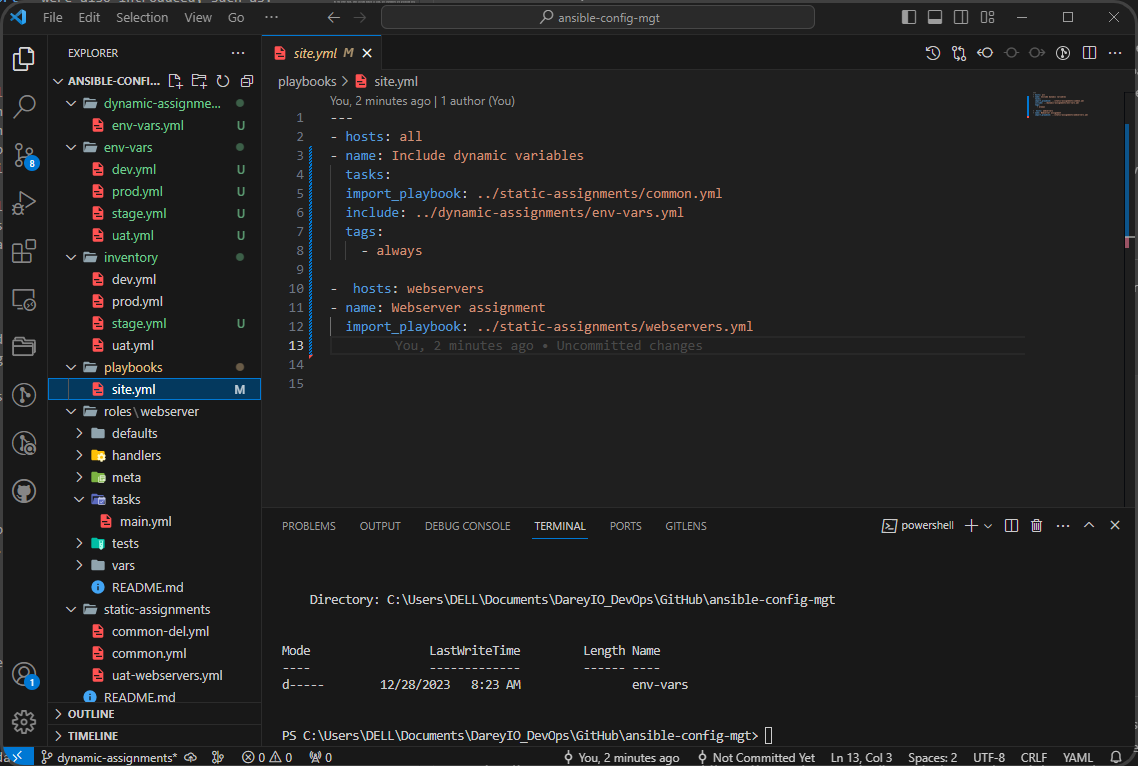 File Edit Selection View Go ··· ansible-config-mgt
EXPLORER ···
ANSIBLE-CONFI...
dynamic-assignme...
env-vars.yml U
env-vars
dev.yml U
prod.yml U
stage.yml U
uat.yml U
inventory
dev.yml
prod.yml
stage.yml U
uat.yml
playbooks
site.yml M
roles\webserver
defaults
handlers
meta
tasks
main.yml
tests
vars
README.md
static-assignments
common-del.yml
common.yml
uat-webservers.yml
README.md
OUTLINE
TIMELINE
8
1
site.yml M
playbooks > site.yml
You, 2 minutes ago | 1 author (You)
1 ---
2 - hosts: all
3 - name: Include dynamic variables
4 tasks:
5 import_playbook: ../static-assignments/common.yml
6 include: ../dynamic-assignments/env-vars.yml
7 tags:
8 - always
9
10 -  hosts: webservers
11 - name: Webserver assignment
12 import_playbook: ../static-assignments/webservers.yml
13 You, 2 minutes ago • Uncommitted changes
14
15
PROBLEMS OUTPUT DEBUG CONSOLE TERMINAL PORTS GITLENS powershell
Directory: C:\Users\DELL\Documents\DareyIO_DevOps\GitHub\ansible-config-mgt
Mode LastWriteTime Length Name
---- ------------- ------ ----
d----- 12/28/2023 8:23 AM env-vars
PS C:\Users\DELL\Documents\DareyIO_DevOps\GitHub\ansible-config-mgt>
dynamic-assignments* 0 0 0 You, 2 minutes ago Not Committed Yet Ln 13, Col 3 Spaces: 2 UTF-8 CRLF YAML